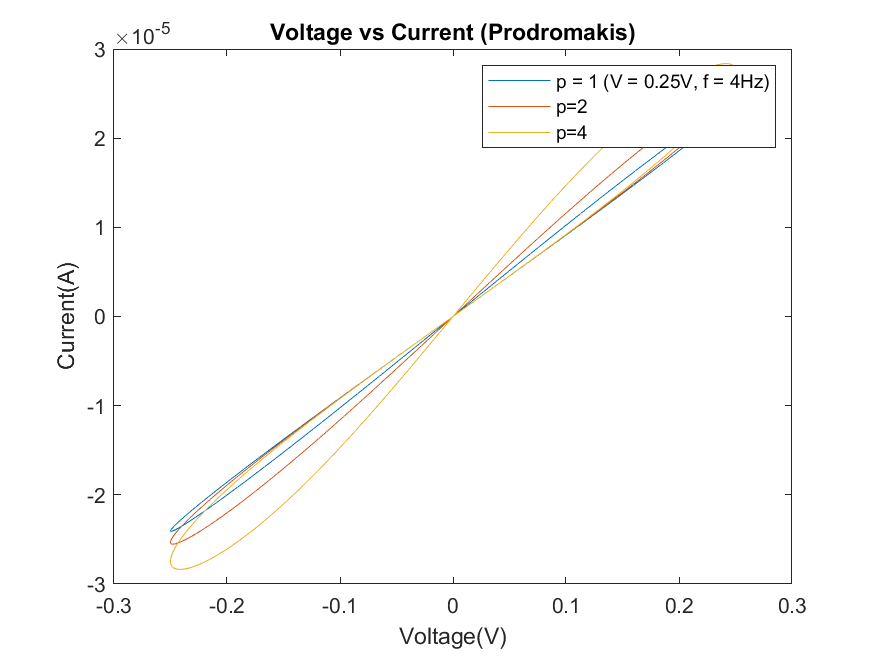 Voltage vs Current (Prodromakis)
×10-5
3
2
1
0
-1
-2
-3
-0.3 -0.2 -0.1 0 0.1 0.2 0.3
Current(A)
Voltage(V)
p = 1 (V = 0.25V, f = 4Hz)
p=2
p=4